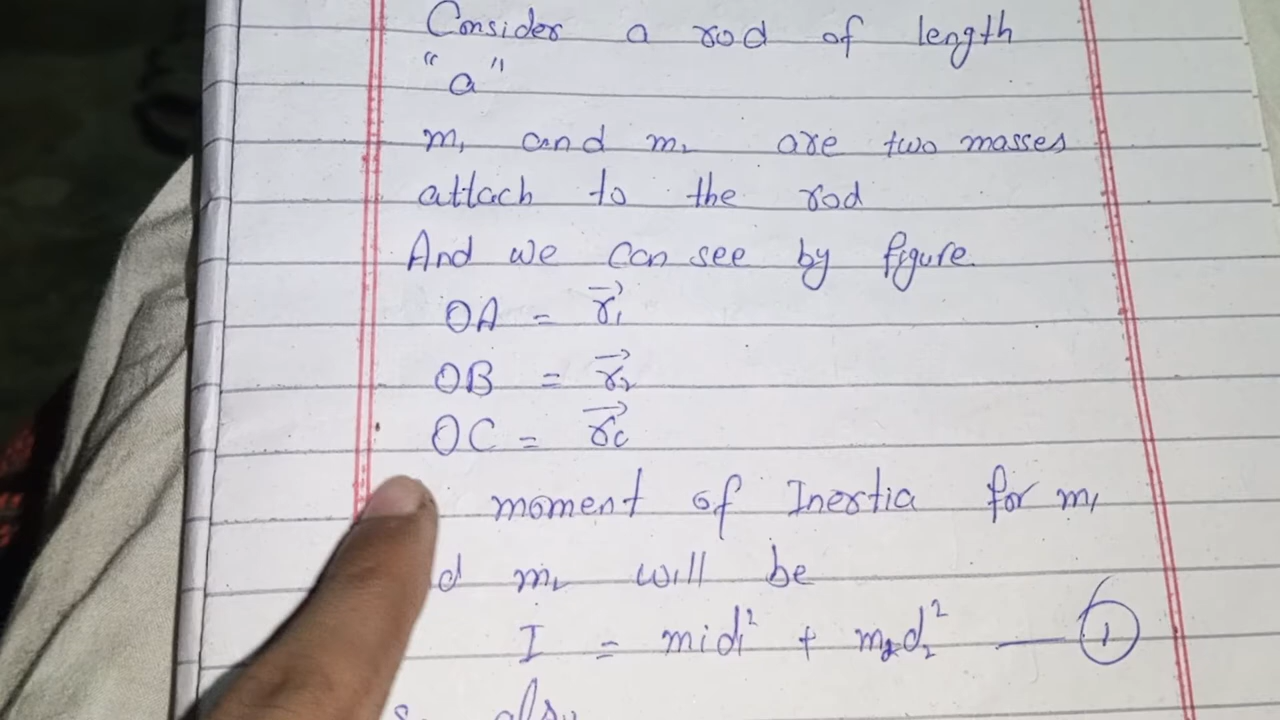 Consider a rod of length
"a"
m₁ and m₂ are two masses
attach to the rod
And we can see by figure.
OA = r⃗₁
OB = r⃗₂
OC = r⃗c
moment of Inertia for m₁
d m₂ will be
I = m₁d₁² + m₂d₂² — ①
also